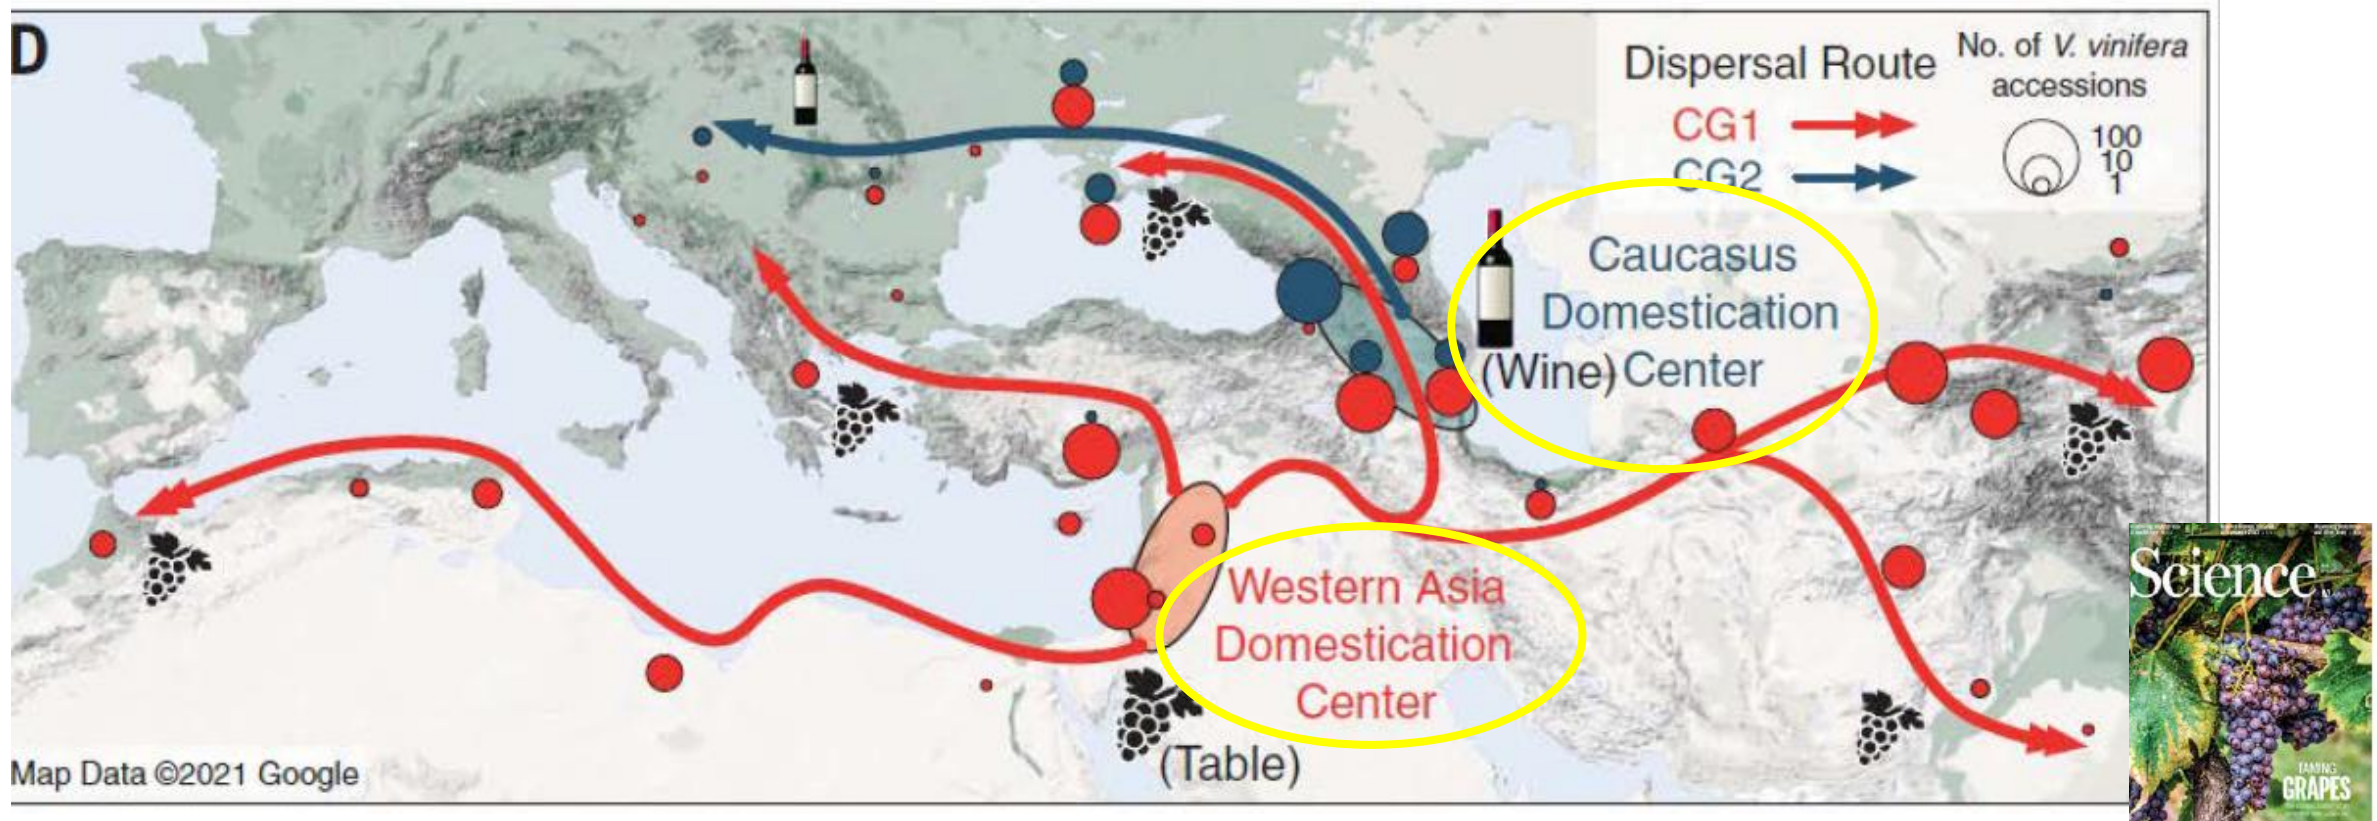 D
Dispersal Route
CG1
CG2
No. of V. vinifera
accessions
100
10
1
Caucasus
Domestication
Center
(Wine)
Western Asia
Domestication
Center
(Table)
Map Data ©2021 Google
Science
TAMING
GRAPES